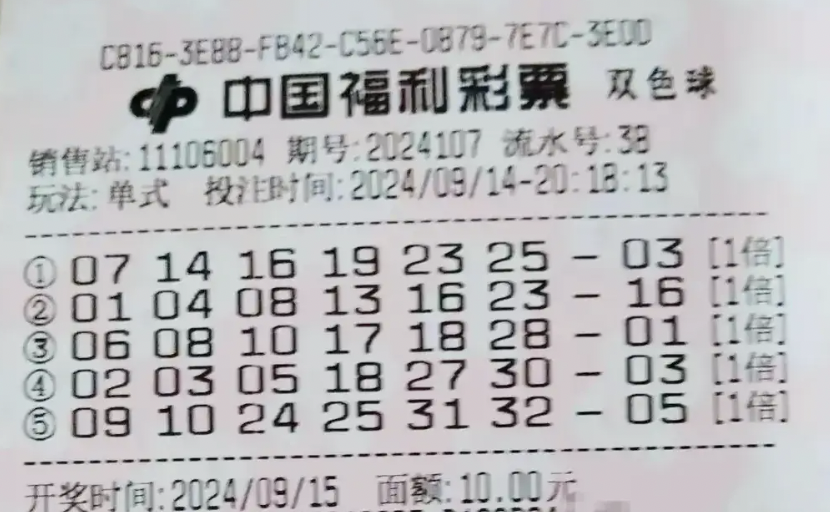 CB16-3E8B-FB42-C56E-0879-7E7C-3E0D
中国福利彩票 双色球
销售站:11106004 期号:2024107 流水号:38
玩法:单式 投注时间:2024/09/14-20:18:13
① 07 14 16 19 23 25 - 03 [1倍]
② 01 04 08 13 16 23 - 16 [1倍]
③ 06 08 10 17 18 28 - 01 [1倍]
④ 02 03 05 18 27 30 - 03 [1倍]
⑤ 09 10 24 25 31 32 - 05 [1倍]
开奖时间:2024/09/15 面额:10.00元